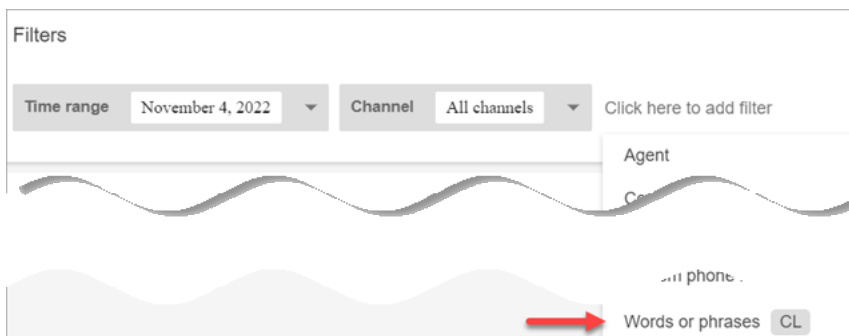 Filters
Time range November 4, 2022 Channel All channels Click here to add filter
Agent
phone
Words or phrases CL